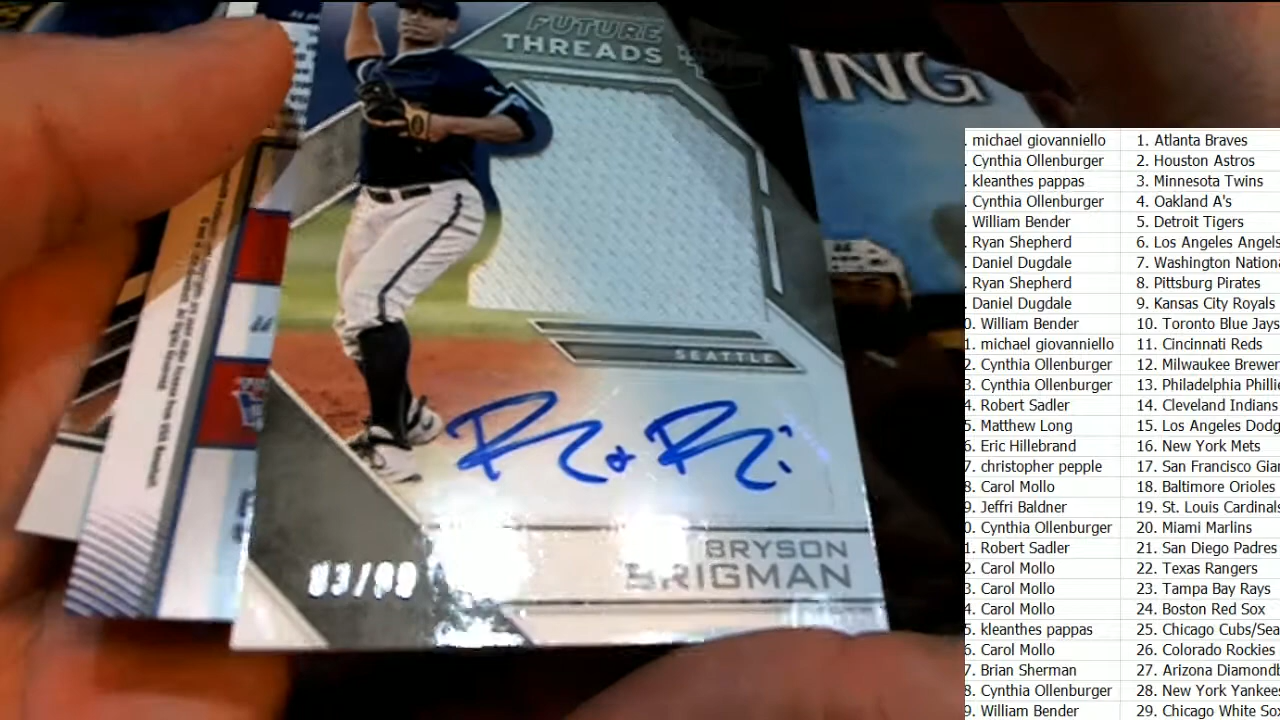 FUTURE
THREADS
ING
SEATTLE
BRYSON
BRIGMAN
. michael giovanniello 1. Atlanta Braves
. Cynthia Ollenburger 2. Houston Astros
. kleanthes pappas 3. Minnesota Twins
. Cynthia Ollenburger 4. Oakland A's
. William Bender 5. Detroit Tigers
. Ryan Shepherd 6. Los Angeles Angels
. Daniel Dugdale 7. Washington Nationa
. Ryan Shepherd 8. Pittsburg Pirates
. Daniel Dugdale 9. Kansas City Royals
0. William Bender 10. Toronto Blue Jays
1. michael giovanniello 11. Cincinnati Reds
2. Cynthia Ollenburger 12. Milwaukee Brewer
3. Cynthia Ollenburger 13. Philadelphia Phillie
4. Robert Sadler 14. Cleveland Indians
5. Matthew Long 15. Los Angeles Dodg
6. Eric Hillebrand 16. New York Mets
7. christopher pepple 17. San Francisco Gian
8. Carol Mollo 18. Baltimore Orioles
9. Jeffri Baldner 19. St. Louis Cardinals
0. Cynthia Ollenburger 20. Miami Marlins
1. Robert Sadler 21. San Diego Padres
2. Carol Mollo 22. Texas Rangers
3. Carol Mollo 23. Tampa Bay Rays
4. Carol Mollo 24. Boston Red Sox
5. kleanthes pappas 25. Chicago Cubs/Sea
6. Carol Mollo 26. Colorado Rockies
7. Brian Sherman 27. Arizona Diamondb
8. Cynthia Ollenburger 28. New York Yankees
9. William Bender 29. Chicago White Sox